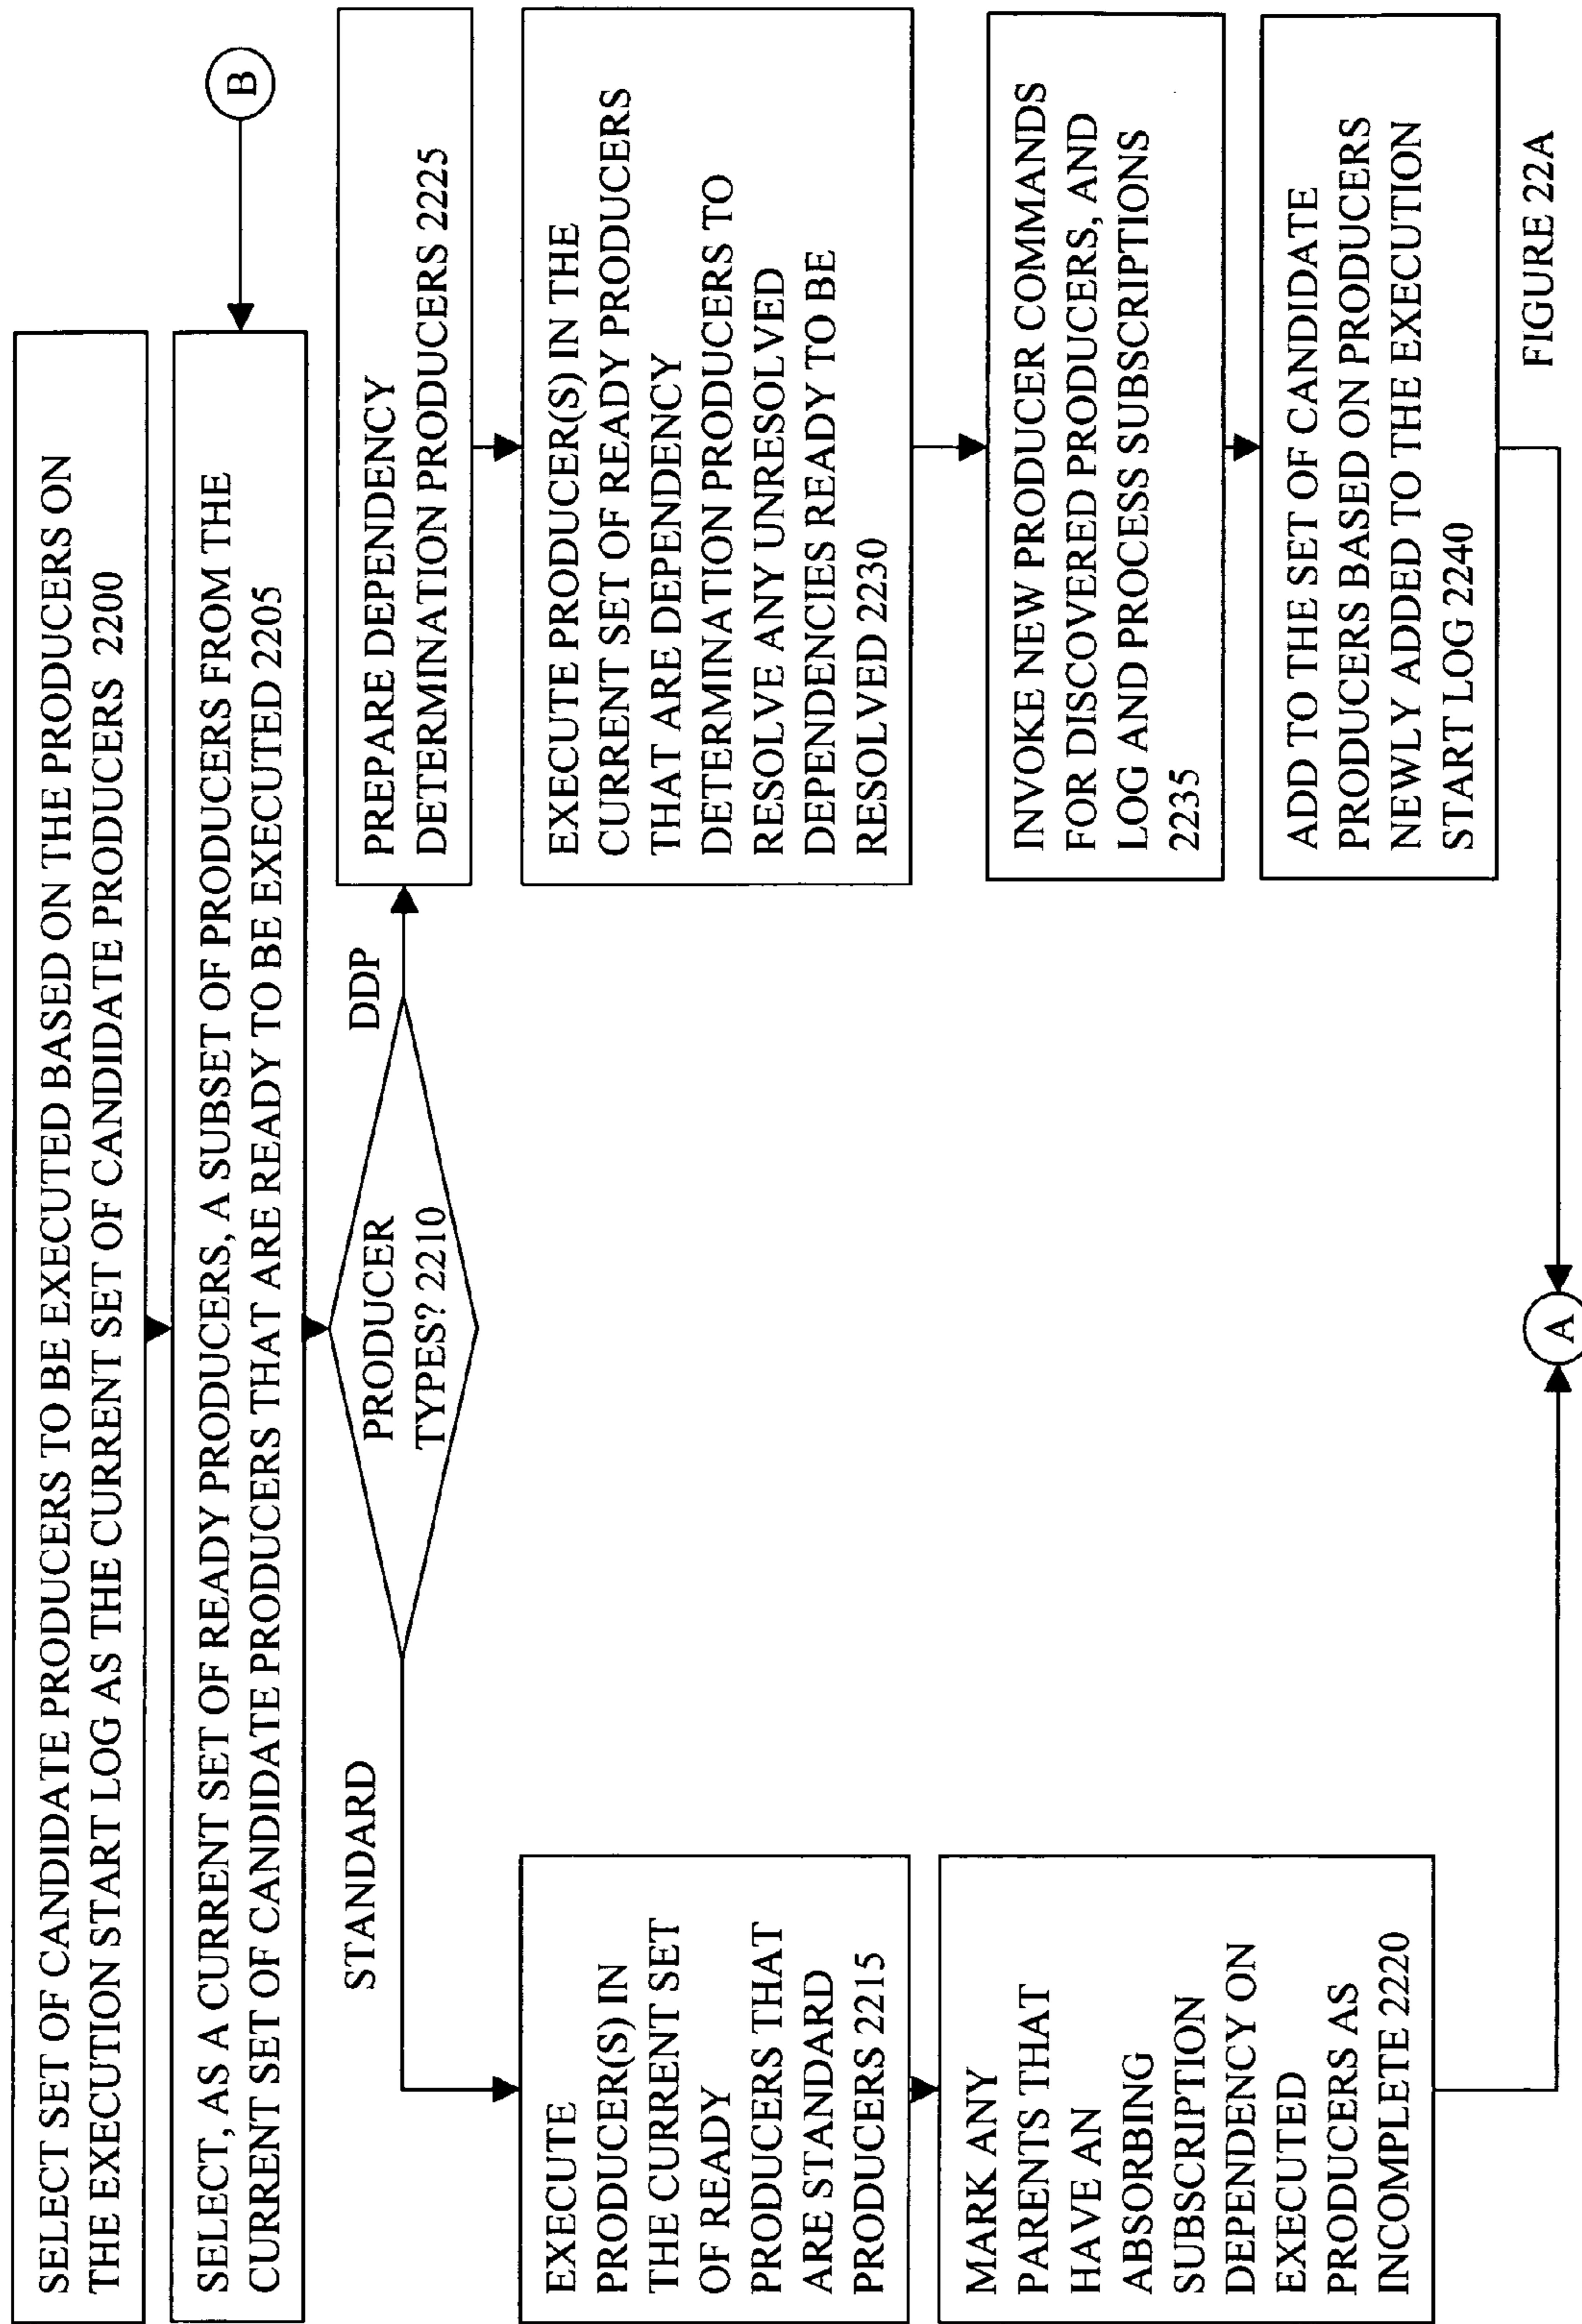 SELECT SET OF CANDIDATE PRODUCERS TO BE EXECUTED BASED ON THE PRODUCERS ON
THE EXECUTION START LOG AS THE CURRENT SET OF CANDIDATE PRODUCERS 2200
B
SELECT, AS A CURRENT SET OF READY PRODUCERS, A SUBSET OF PRODUCERS FROM THE
CURRENT SET OF CANDIDATE PRODUCERS THAT ARE READY TO BE EXECUTED 2205
PRODUCER
TYPES? 2210
STANDARD
EXECUTE
PRODUCER(S) IN
THE CURRENT SET
OF READY
PRODUCERS THAT
ARE STANDARD
PRODUCERS 2215
MARK ANY
PARENTS THAT
HAVE AN
ABSORBING
SUBSCRIPTION
DEPENDENCY ON
EXECUTED
PRODUCERS AS
INCOMPLETE 2220
DDP
PREPARE DEPENDENCY
DETERMINATION PRODUCERS 2225
EXECUTE PRODUCER(S) IN THE
CURRENT SET OF READY PRODUCERS
THAT ARE DEPENDENCY
DETERMINATION PRODUCERS TO
RESOLVE ANY UNRESOLVED
DEPENDENCIES READY TO BE
RESOLVED 2230
INVOKE NEW PRODUCER COMMANDS
FOR DISCOVERED PRODUCERS, AND
LOG AND PROCESS SUBSCRIPTIONS
2235
ADD TO THE SET OF CANDIDATE
PRODUCERS BASED ON PRODUCERS
NEWLY ADDED TO THE EXECUTION
START LOG 2240
A
FIGURE 22A